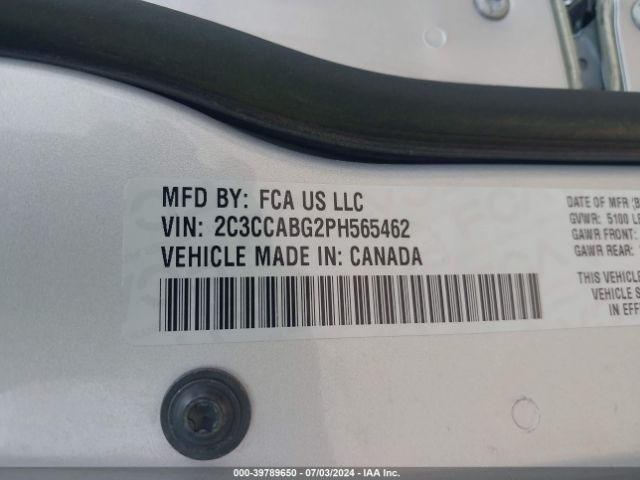 MFD BY: FCA US LLC
VIN: 2C3CCABG2PH565462
VEHICLE MADE IN: CANADA
DATE OF MFR
GVWR: 5100
GAWR FRONT:
GAWR REAR:
THIS VEHICLE
VEHICLE
IN
000-39789650 - 07/03/2024 - IAA Inc.